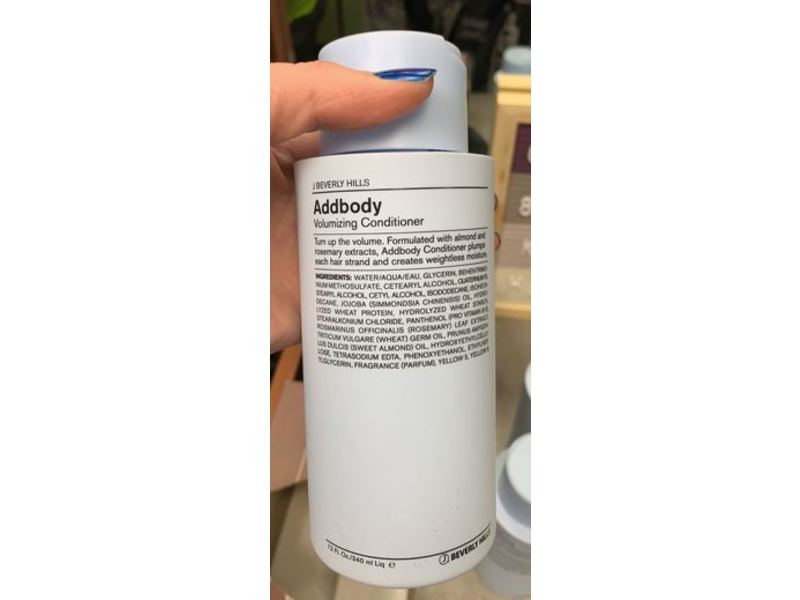 J BEVERLY HILLS
Addbody
Volumizing Conditioner
Turn up the volume. Formulated with almond and
rosemary extracts, Addbody Conditioner plumps
each hair strand and creates weightless moisture.
INGREDIENTS: WATER/AQUA/EAU, GLYCERIN, BEHENTRIMO
NIUM METHOSULFATE, CETEARYL ALCOHOL, QUATERNIUM
STEARYL ALCOHOL, CETYL ALCOHOL, ISODODECANE, ISOHEXA
DECANE, JOJOBA (SIMMONDSIA CHINENSIS) OIL, HYDRO
LYZED WHEAT PROTEIN, HYDROLYZED WHEAT STARCH,
STEARALKONIUM CHLORIDE, PANTHENOL (PRO VITAMIN
ROSMARINUS OFFICINALIS (ROSEMARY) LEAF EXTRACT,
TRITICUM VULGARE (WHEAT) GERM OIL, PRUNUS AMYGDA
LUS DULCIS (SWEET ALMOND) OIL, HYDROXYETHYLCELLU
LOSE, TETRASODIUM EDTA, PHENOXYETHANOL, ETHYLHEX
YLGLYCERIN, FRAGRANCE (PARFUM), YELLOW 5, YELLOW 6
12 Fl. Oz./340 ml Liq e
J BEVERLY HILLS